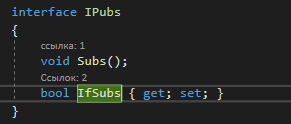 interface IPubs
{
ссылка: 1
void Subs();
Ссылок: 2
bool IfSubs { get; set; }
}